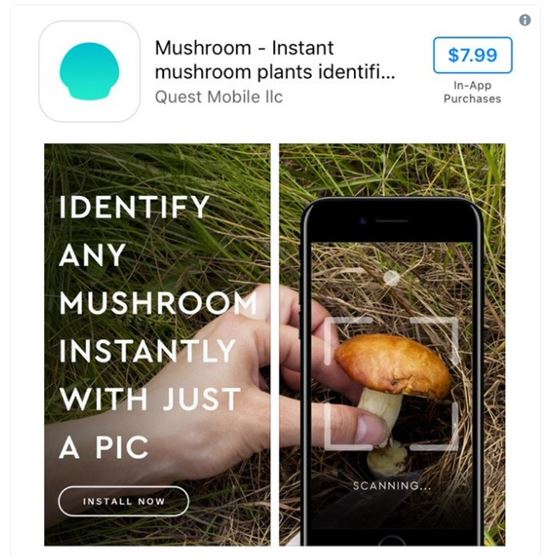 Mushroom - Instant
mushroom plants identifi...
Quest Mobile llc
$7.99
In-App
Purchases
IDENTIFY
ANY
MUSHROOM
INSTANTLY
WITH JUST
A PIC
INSTALL NOW
SCANNING...